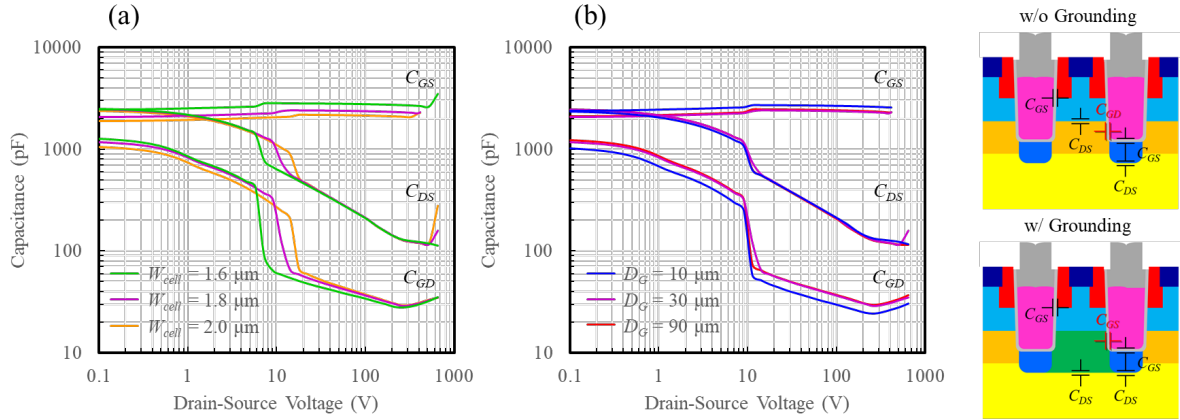 (a)
10000
1000
100
10
0.1
1
10
100
1000
Capacitance (pF)
Drain-Source Voltage (V)
C_GS
C_DS
C_GD
W_cell = 1.6 μm
W_cell = 1.8 μm
W_cell = 2.0 μm
(b)
10000
1000
100
10
0.1
1
10
100
1000
Capacitance (pF)
Drain-Source Voltage (V)
C_GS
C_DS
C_GD
D_G = 10 μm
D_G = 30 μm
D_G = 90 μm
w/o Grounding
C_GS
C_GD
C_DS
C_GS
C_DS
w/ Grounding
C_GS
C_GS
C_GS
C_DS
C_DS